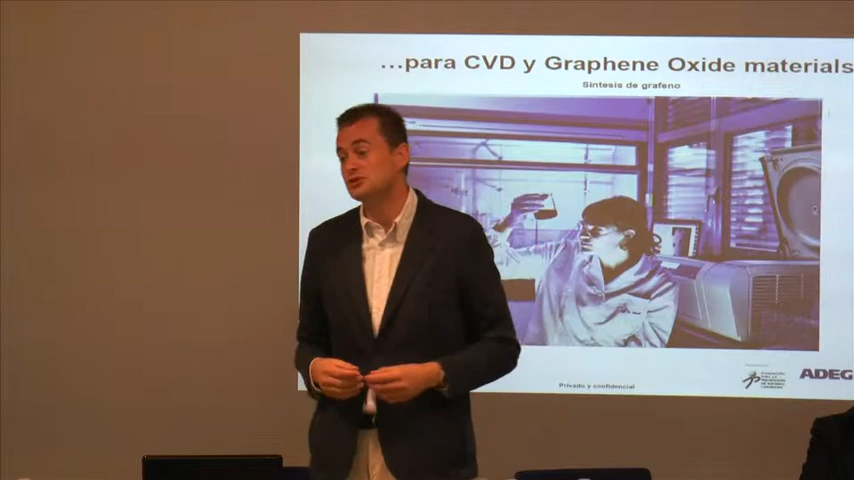 ...para CVD y Graphene Oxide materials
Síntesis de grafeno
Privado y confidencial
ADEG